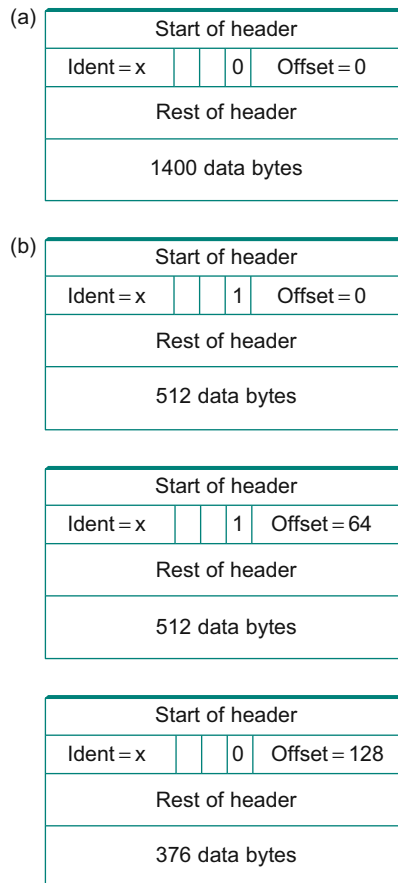 (a)
Start of header
Ident = x 0 Offset = 0
Rest of header
1400 data bytes
(b)
Start of header
Ident = x 1 Offset = 0
Rest of header
512 data bytes
Start of header
Ident = x 1 Offset = 64
Rest of header
512 data bytes
Start of header
Ident = x 0 Offset = 128
Rest of header
376 data bytes